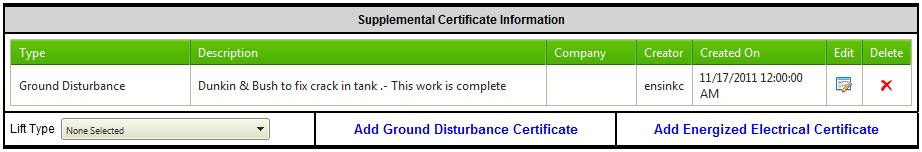 Supplemental Certificate Information
Type Description Company Creator Created On Edit Delete
Ground Disturbance Dunkin & Bush to fix crack in tank .- This work is complete ensinkc 11/17/2011 12:00:00
AM
Lift Type None Selected Add Ground Disturbance Certificate Add Energized Electrical Certificate